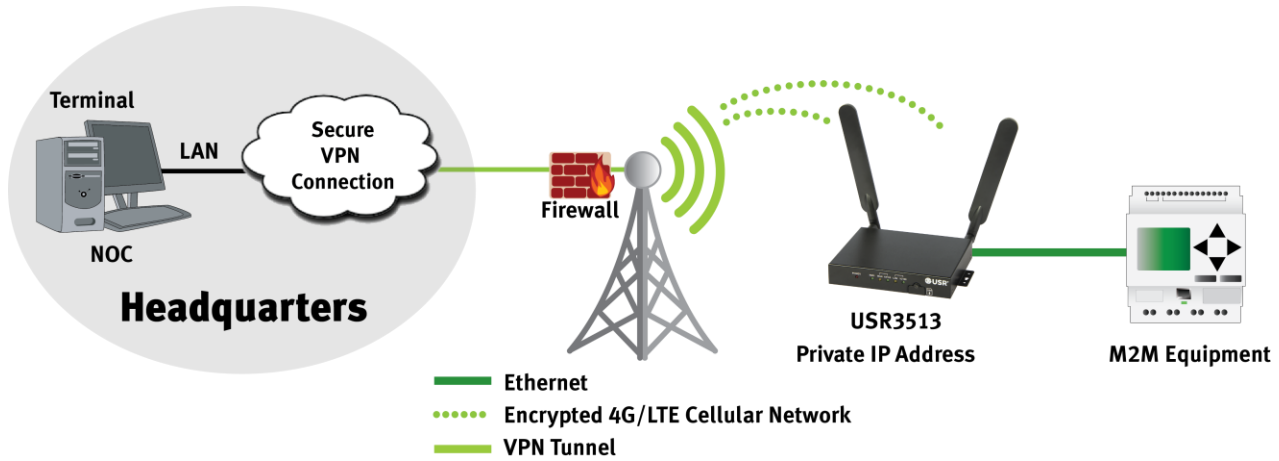 Terminal
LAN
Secure
VPN
Connection
NOC
Headquarters
Firewall
USR
USR3513
Private IP Address
M2M Equipment
Ethernet
Encrypted 4G/LTE Cellular Network
VPN Tunnel